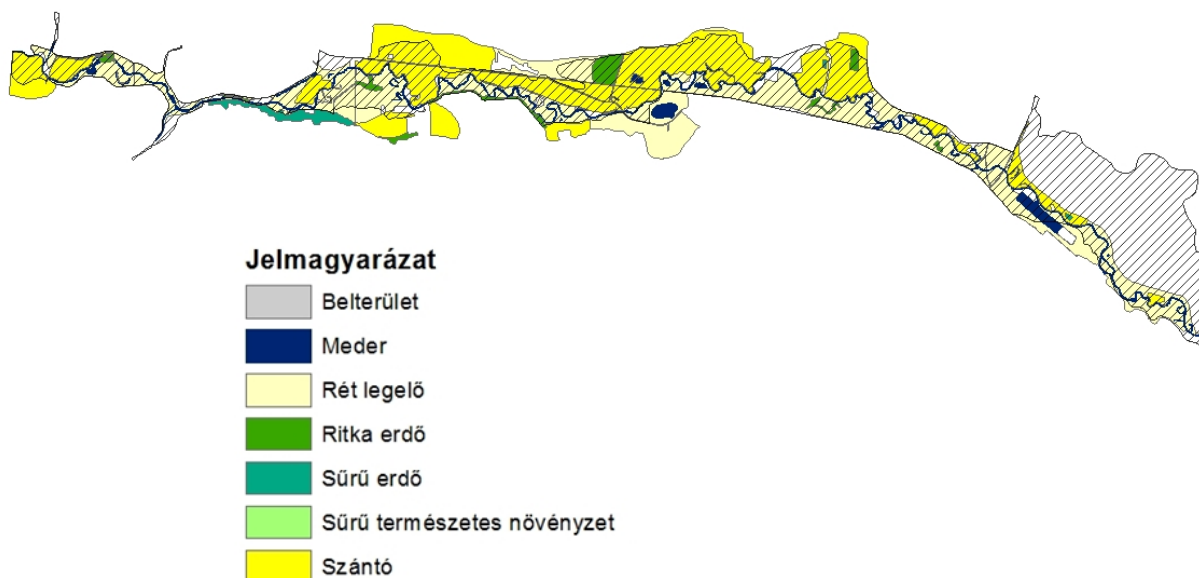 Jelmagyarázat
Belterület
Meder
Rét legelő
Ritka erdő
Sűrű erdő
Sűrű természetes növényzet
Szántó